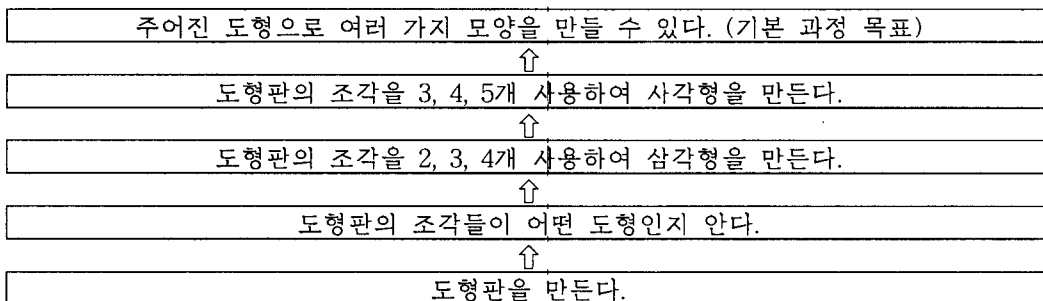 주어진 도형으로 여러 가지 모양을 만들 수 있다. (기본 과정 목표)
⇧
도형판의 조각을 3, 4, 5개 사용하여 사각형을 만든다.
⇧
도형판의 조각을 2, 3, 4개 사용하여 삼각형을 만든다.
⇧
도형판의 조각들이 어떤 도형인지 안다.
⇧
도형판을 만든다.